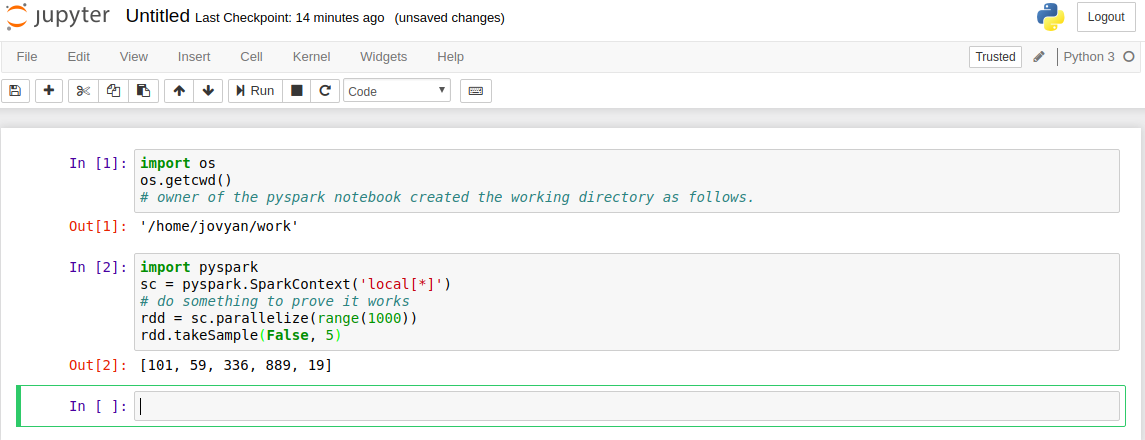 jupyter Untitled Last Checkpoint: 14 minutes ago (unsaved changes) Logout
File Edit View Insert Cell Kernel Widgets Help Trusted Python 3
Run Code
In [1]: import os
os.getcwd()
# owner of the pyspark notebook created the working directory as follows.
Out[1]: '/home/jovyan/work'
In [2]: import pyspark
sc = pyspark.SparkContext('local[*]')
# do something to prove it works
rdd = sc.parallelize(range(1000))
rdd.takeSample(False, 5)
Out[2]: [101, 59, 336, 889, 19]
In [ ]: